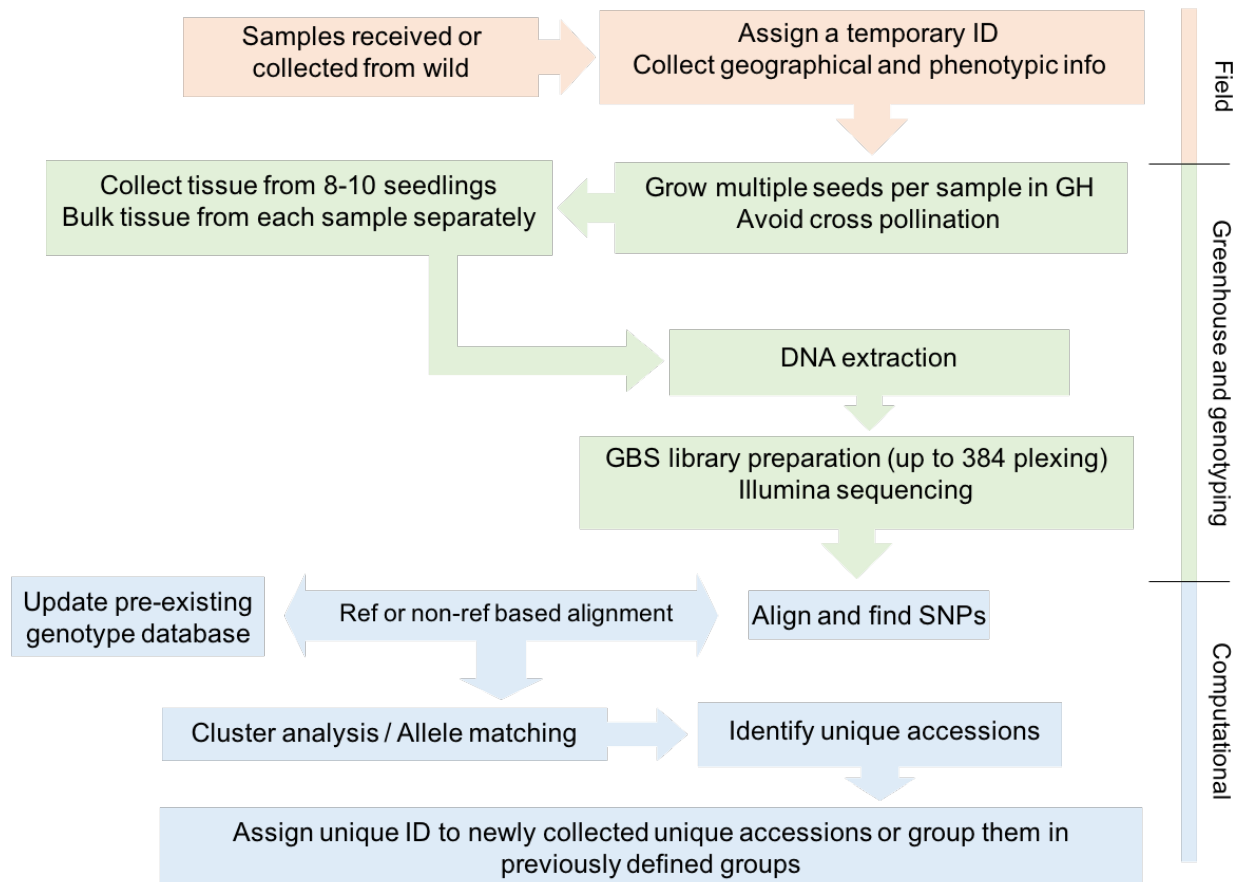 Samples received or
collected from wild
Assign a temporary ID
Collect geographical and phenotypic info
Field
Collect tissue from 8-10 seedlings
Bulk tissue from each sample separately
Grow multiple seeds per sample in GH
Avoid cross pollination
DNA extraction
GBS library preparation (up to 384 plexing)
Illumina sequencing
Greenhouse and genotyping
Update pre-existing
genotype database
Ref or non-ref based alignment
Align and find SNPs
Cluster analysis / Allele matching
Identify unique accessions
Assign unique ID to newly collected unique accessions or group them in
previously defined groups
Computational